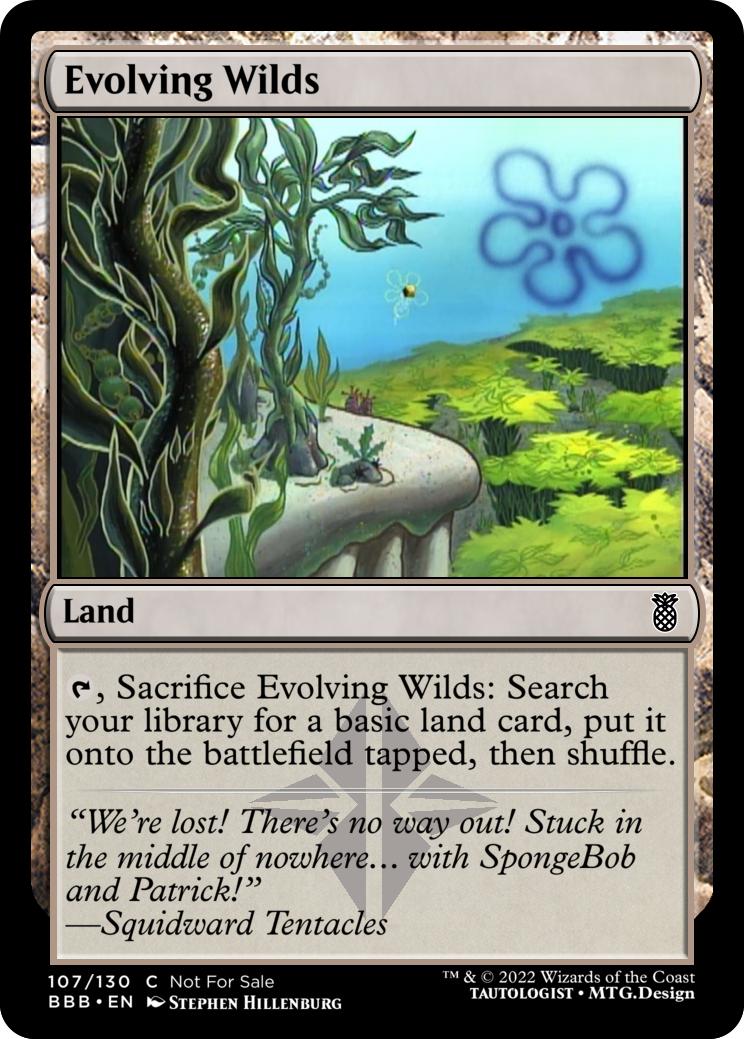 Evolving Wilds
Land
, Sacrifice Evolving Wilds: Search
your library for a basic land card, put it
onto the battlefield tapped, then shuffle.
“We’re lost! There’s no way out! Stuck in
the middle of nowhere… with SpongeBob
and Patrick!”
—Squidward Tentacles
107/130 C Not For Sale
BBB • EN STEPHEN HILLENBURG
™ & © 2022 Wizards of the Coast
TAUTOLOGIST • MTG.Design